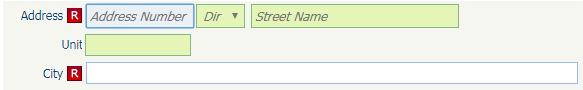 Address R Address Number Dir ▼ Street Name
Unit
City R